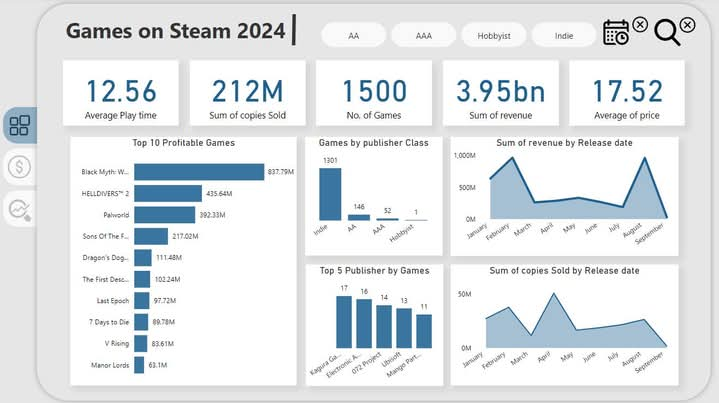 Games on Steam 2024
AA
AAA
Hobbyist
Indie
12.56
Average Play time
212M
Sum of copies Sold
1500
No. of Games
3.95bn
Sum of revenue
17.52
Average of price
Top 10 Profitable Games
Black Myth: W... 837.79M
HELLDIVERS™ 2 435.64M
Palworld 392.33M
Sons Of The F... 217.02M
Dragon's Dog... 111.48M
The First Desc... 102.24M
Last Epoch 97.72M
7 Days to Die 89.78M
V Rising 83.61M
Manor Lords 63.1M
Games by publisher Class
1301
146
52
1
Indie
AA
AAA
Hobbyist
Sum of revenue by Release date
1,000M
500M
0M
January
February
March
April
May
June
July
August
September
Top 5 Publisher by Games
17
16
14
13
11
Kagura Ga...
Electronic A...
072 Project
Ubisoft
Mango Part...
Sum of copies Sold by Release date
50M
0M
January
February
March
April
May
June
July
August
September